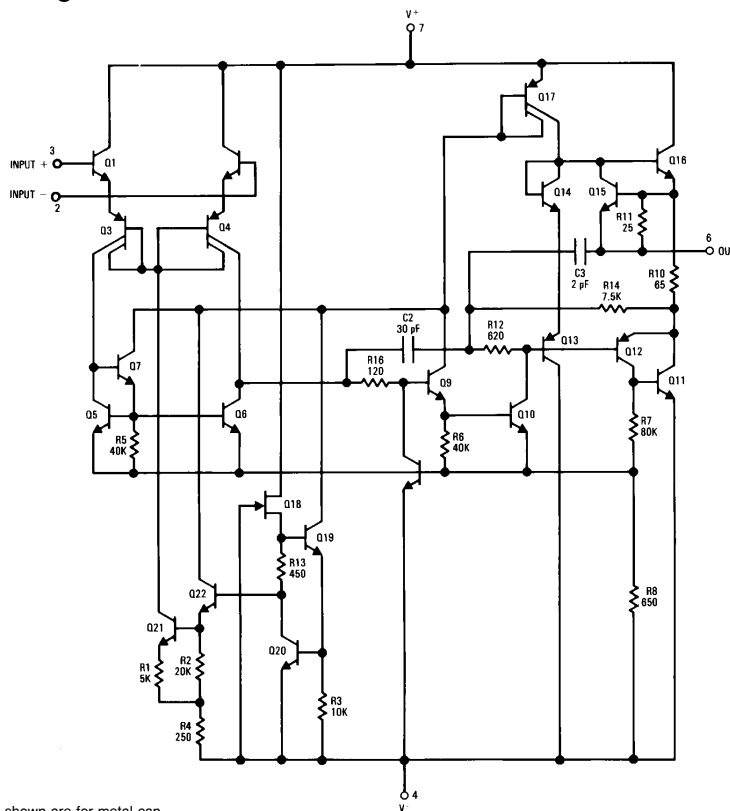 V+
7
Q17
3
INPUT +
Q1
Q16
Q14
Q15
INPUT -
2
R11
25
Q3
Q4
6
OU
C3
2 pF
R10
65
R14
7.5K
C2
30 pF
R12
620
Q13
Q12
Q7
R16
120
Q9
Q11
Q5
Q6
Q10
R7
80K
R5
40K
R6
40K
Q18
Q19
R13
450
Q22
R8
650
Q21
Q20
R1
5K
R2
20K
R3
10K
R4
250
4
shown are for metal can